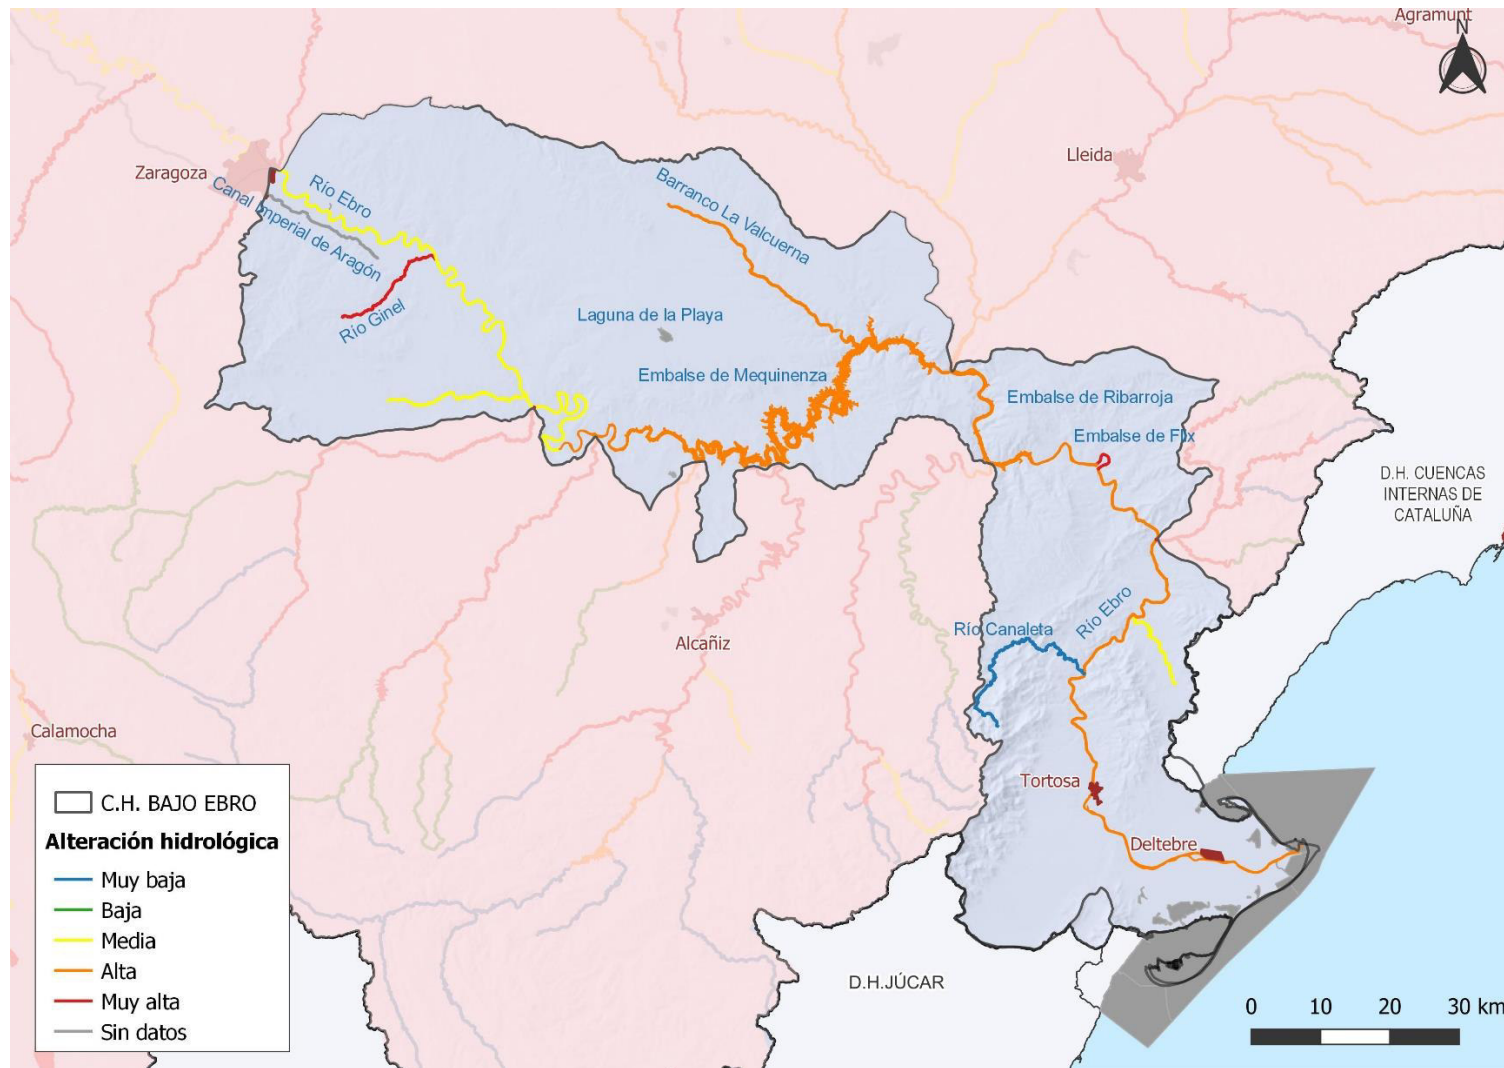 Agramunt
N
Zaragoza
Lleida
Río Ebro
Canal Imperial de Aragón
Barranco La Valcuerna
Río Ginel
Laguna de la Playa
Embalse de Mequinenza
Embalse de Ribarroja
Embalse de Flix
D.H. CUENCAS
INTERNAS DE
CATALUÑA
Río Ebro
Río Canaleta
Alcañiz
Calamocha
Tortosa
Deltebre
D.H.JÚCAR
C.H. BAJO EBRO
Alteración hidrológica
Muy baja
Baja
Media
Alta
Muy alta
Sin datos
0 10 20 30 km